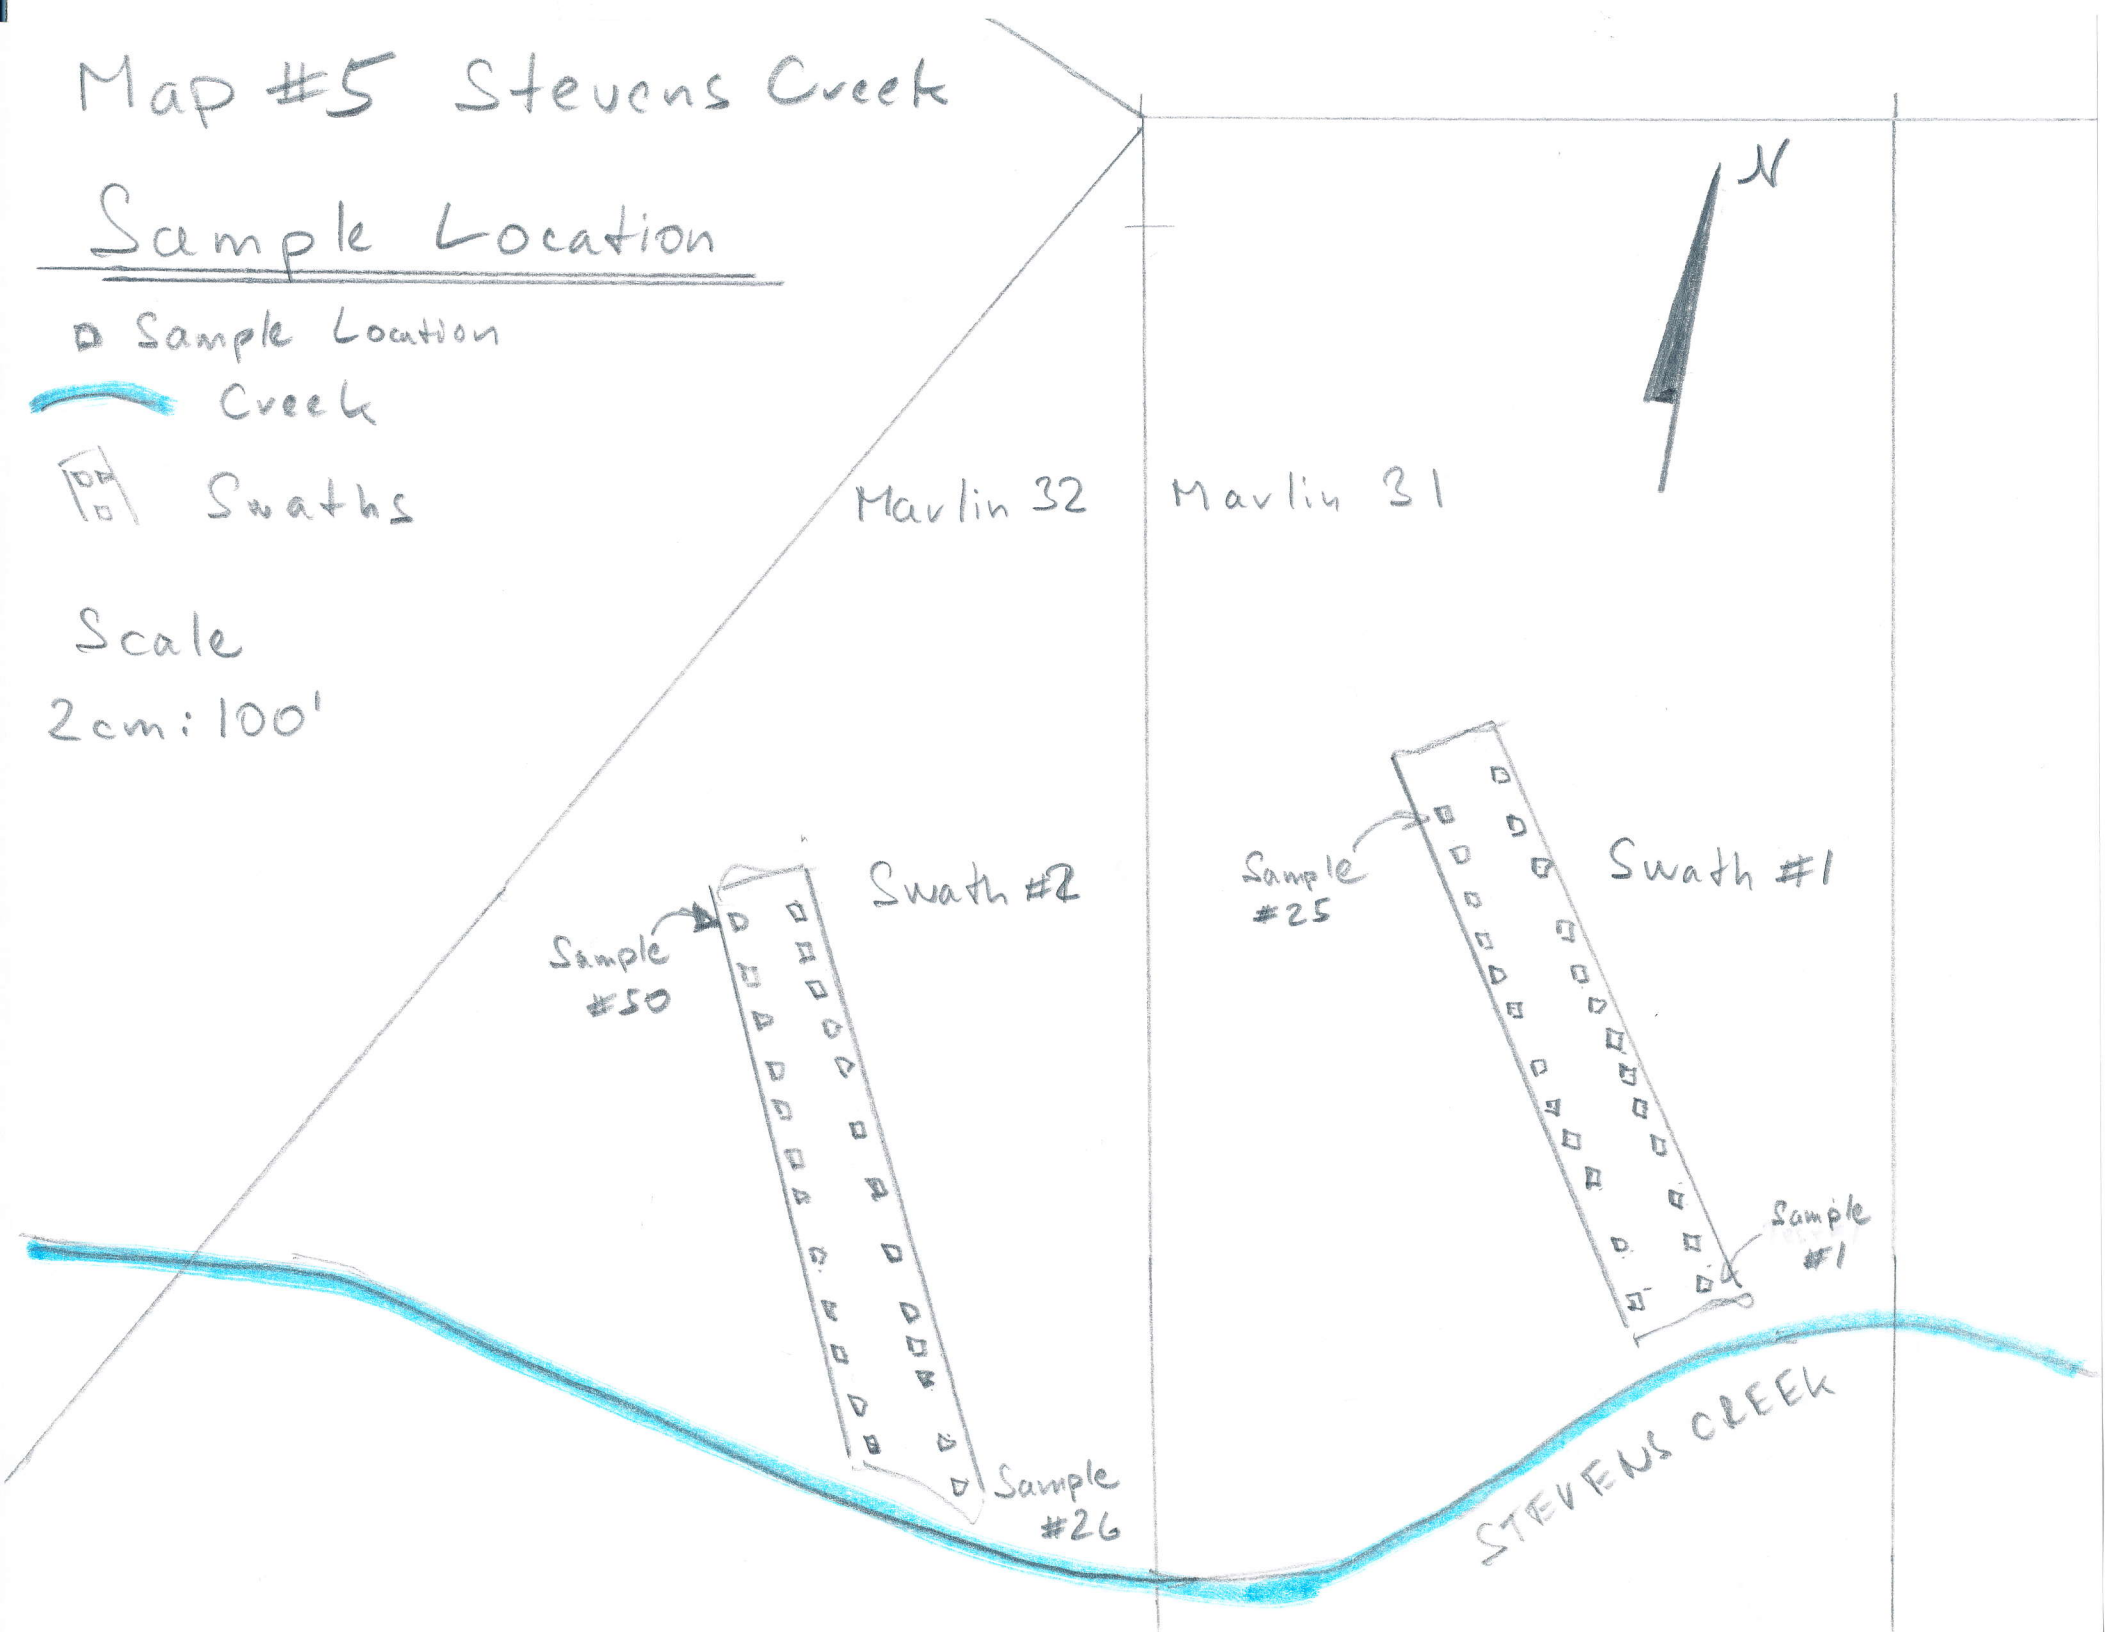 Map #5 Stevens Creek
Sample Location
Sample Location
Creek
Swaths
Scale
2cm: 100'
N
Marlin 32
Marlin 31
Swath #1
Sample
#25
Swath #2
Sample
#50
Sample
#1
Sample
#26
STEVENS CREEK